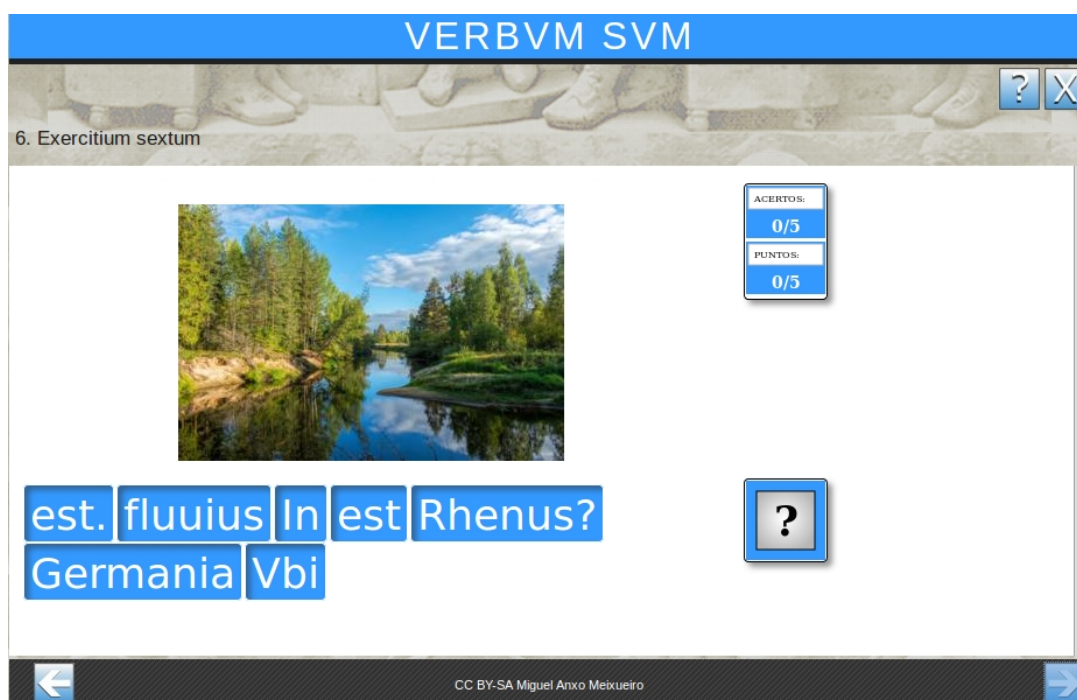 VERBVM SVM
? X
6. Exercitium sextum
ACERTOS:
0/5
PUNTOS:
0/5
est. fluuius In est Rhenus?
Germania Vbi
?
CC BY-SA Miguel Anxo Meixueiro